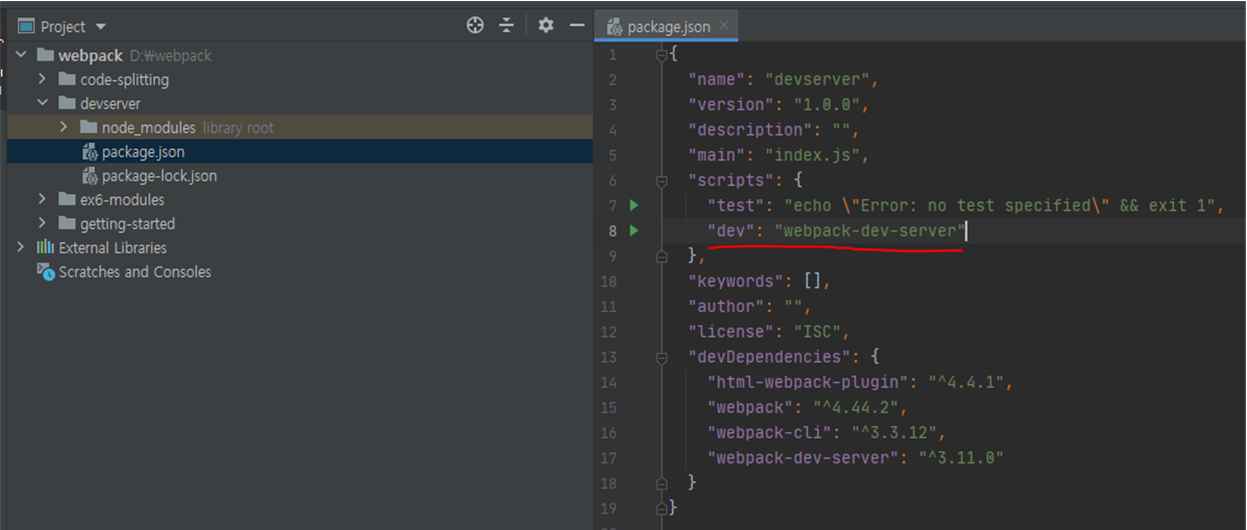 Project
webpack D:₩webpack
code-splitting
devserver
node_modules library root
package.json
package-lock.json
ex6-modules
getting-started
External Libraries
Scratches and Consoles
package.json
1 {
2 "name": "devserver",
3 "version": "1.0.0",
4 "description": "",
5 "main": "index.js",
6 "scripts": {
7 "test": "echo \"Error: no test specified\" && exit 1",
8 "dev": "webpack-dev-server"
9 },
10 "keywords": [],
11 "author": "",
12 "license": "ISC",
13 "devDependencies": {
14 "html-webpack-plugin": "^4.4.1",
15 "webpack": "^4.44.2",
16 "webpack-cli": "^3.3.12",
17 "webpack-dev-server": "^3.11.0"
18 }
19 }